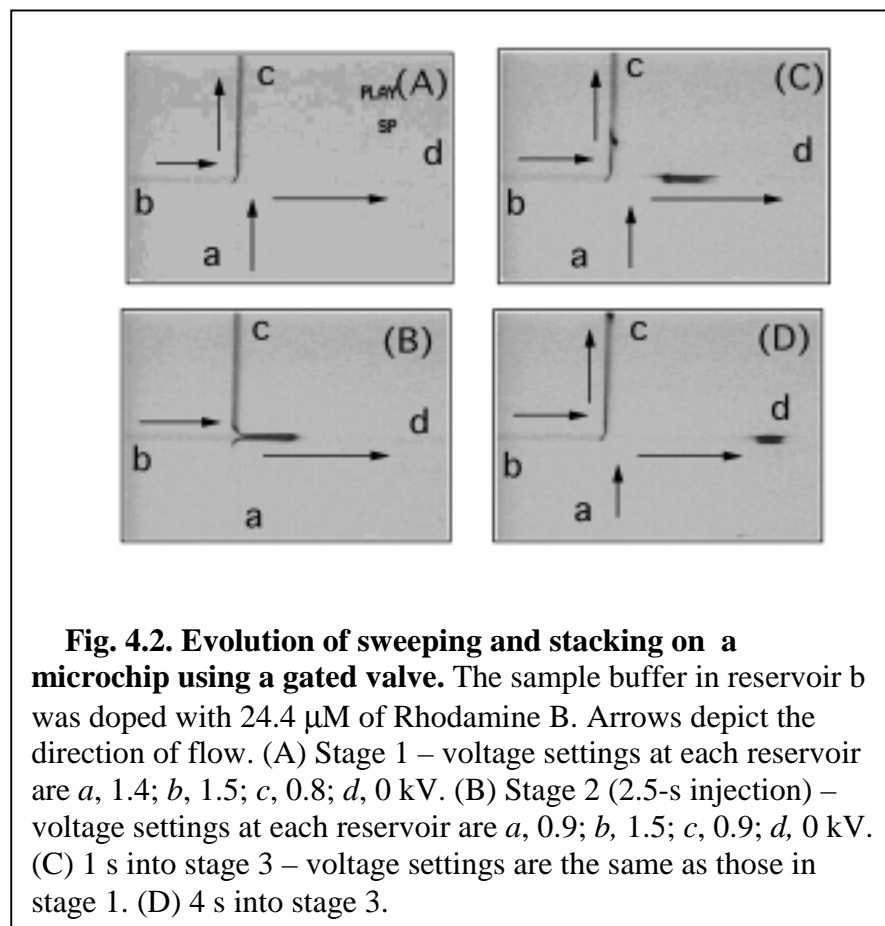 c
PLAY(A)
SP
d
b
a
c
(C)
d
b
a
c
(B)
d
b
a
c
(D)
d
b
a
Fig. 4.2. Evolution of sweeping and stacking on a
microchip using a gated valve. The sample buffer in reservoir b
was doped with 24.4 μM of Rhodamine B. Arrows depict the
direction of flow. (A) Stage 1 – voltage settings at each reservoir
are a, 1.4; b, 1.5; c, 0.8; d, 0 kV. (B) Stage 2 (2.5-s injection) –
voltage settings at each reservoir are a, 0.9; b, 1.5; c, 0.9; d, 0 kV.
(C) 1 s into stage 3 – voltage settings are the same as those in
stage 1. (D) 4 s into stage 3.